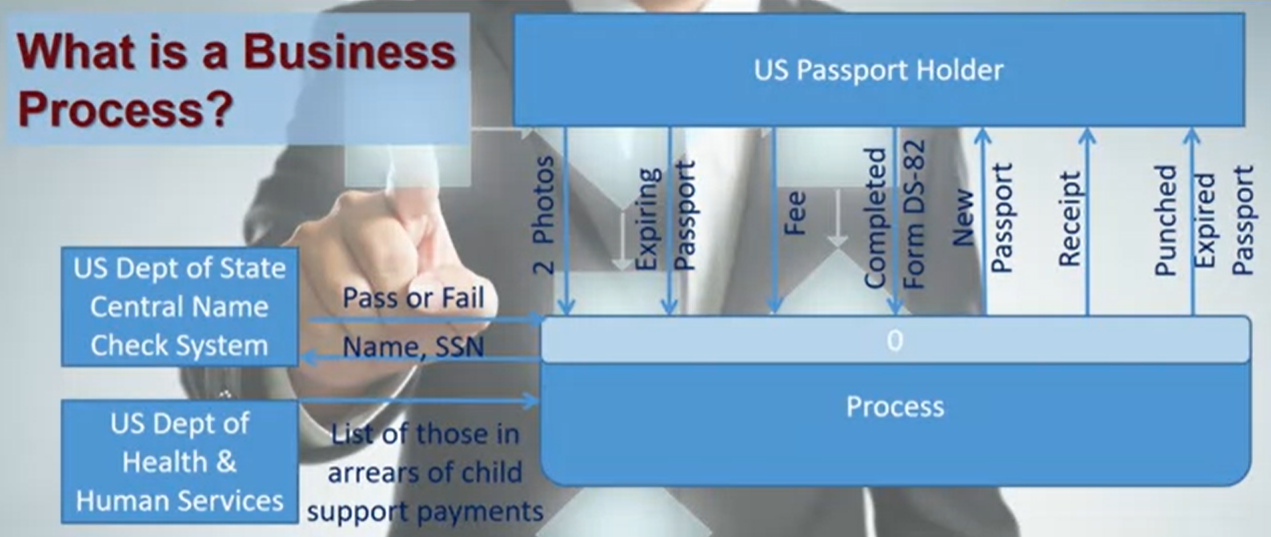 What is a Business
Process?
US Passport Holder
2 Photos
Expiring
Passport
Fee
Completed
Form DS-82
New
Passport
Receipt
Punched
Expired
Passport
US Dept of State
Central Name
Check System
Pass or Fail
Name, SSN
0
Process
US Dept of
Health &
Human Services
List of those in
arrears of child
support payments